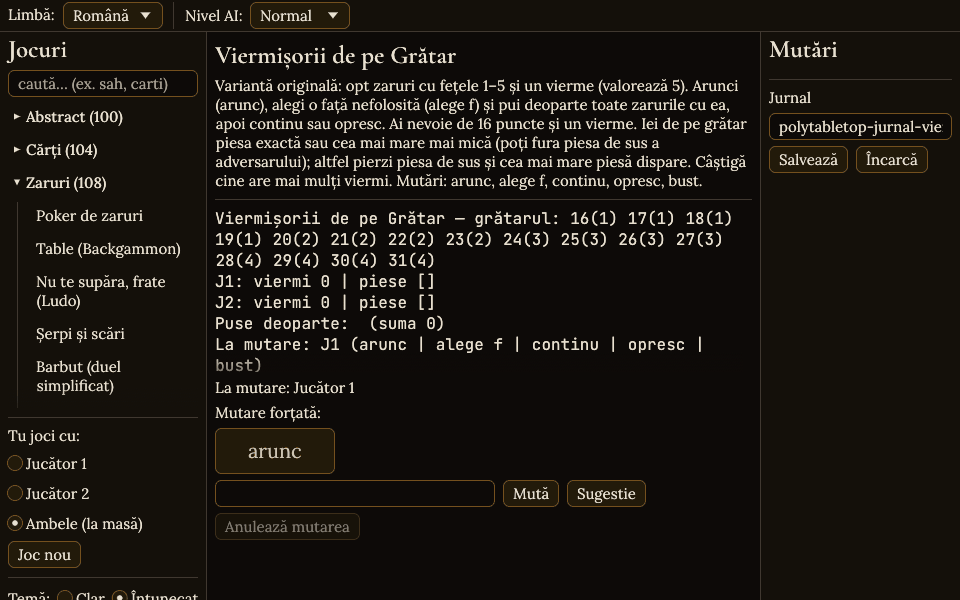 Limbă: Română ▼ Nivel AI: Normal ▼
Jocuri
caută... (ex. sah, carti)
▸ Abstract (100)
▸ Cărți (104)
▾ Zaruri (108)
Poker de zaruri
Table (Backgammon)
Nu te supăra, frate
(Ludo)
Șerpi și scări
Barbut (duel
simplificat)
Tu joci cu:
Jucător 1
Jucător 2
Ambele (la masă)
Joc nou
Temă: Clar Întunecat
Viermișorii de pe Grătar
Variantă originală: opt zaruri cu fețele 1–5 și un vierme (valorează 5). Arunci
(arunc), alegi o față nefolosită (alege f) și pui deoparte toate zarurile cu ea,
apoi continu sau opresc. Ai nevoie de 16 puncte și un vierme. Iei de pe grătar
piesa exactă sau cea mai mare mai mică (poți fura piesa de sus a
adversarului); altfel pierzi piesa de sus și cea mai mare piesă dispare. Câștigă
cine are mai mulți viermi. Mutări: arunc, alege f, continu, opresc, bust.
Viermișorii de pe Grătar — grătarul: 16(1) 17(1) 18(1)
19(1) 20(2) 21(2) 22(2) 23(2) 24(3) 25(3) 26(3) 27(3)
28(4) 29(4) 30(4) 31(4)
J1: viermi 0 | piese []
J2: viermi 0 | piese []
Puse deoparte:  (suma 0)
La mutare: J1 (arunc | alege f | continu | opresc |
bust)
La mutare: Jucător 1
Mutare forțată:
arunc
Mută Sugestie
Anulează mutarea
Mutări
Jurnal
polytabletop-jurnal-vie
Salvează Încarcă